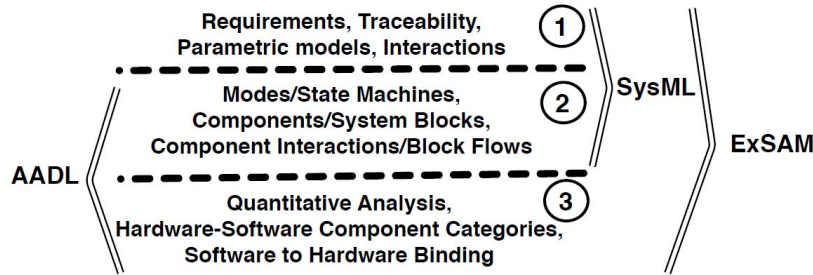 Requirements, Traceability, 1
Parametric models, Interactions
Modes/State Machines, 2 SysML
Components/System Blocks,
Component Interactions/Block Flows ExSAM
AADL
Quantitative Analysis, 3
Hardware-Software Component Categories,
Software to Hardware Binding